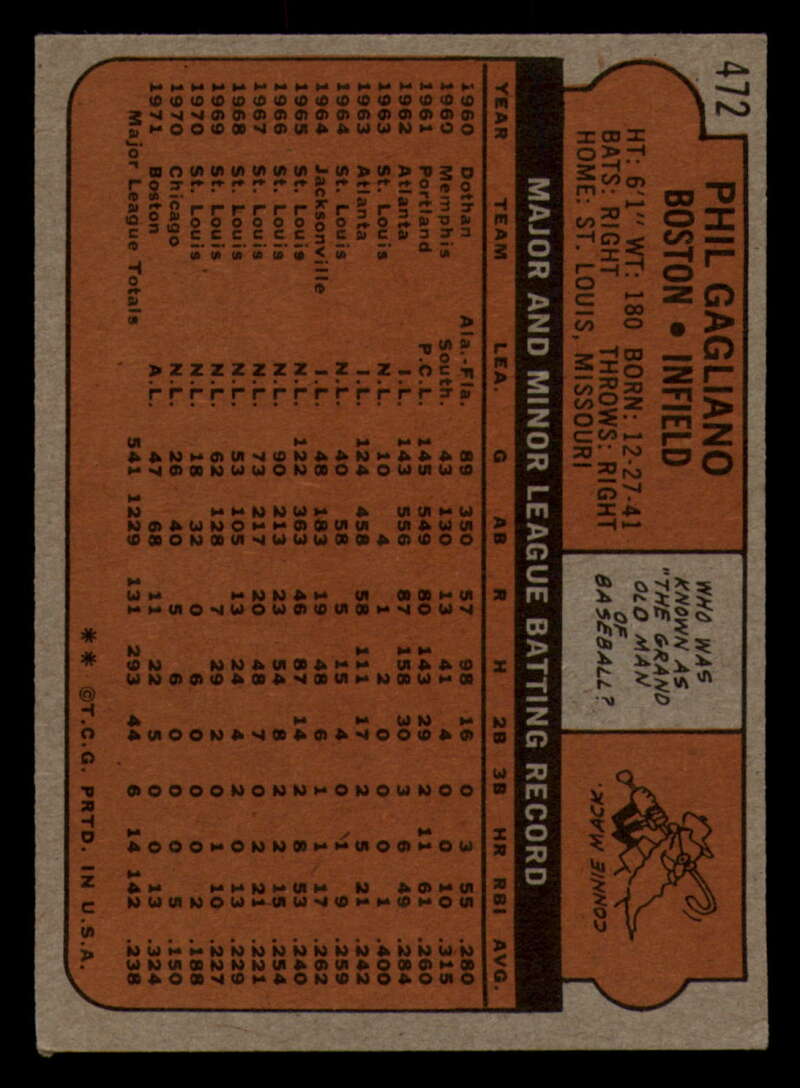 472
PHIL GAGLIANO
BOSTON • INFIELD
HT: 6'1" WT: 180 BORN: 12-27-41
BATS: RIGHT THROWS: RIGHT
HOME: ST. LOUIS, MISSOURI
WHO WAS
KNOWN AS
"THE GRAND
OLD MAN
OF
BASEBALL?
CONNIE MACK.
MAJOR AND MINOR LEAGUE BATTING RECORD
YEAR TEAM LEA. G AB R H 2B 3B HR RBI AVG.
1960 Dothan Ala.-Fla. 89 350 57 98 16 0 3 55 .280
1960 Memphis South. 43 130 13 41 4 0 0 10 .315
1961 Portland P.C.L. 145 549 80 143 29 2 11 61 .260
1962 Atlanta I.L. 143 556 87 158 30 3 6 49 .284
1963 St. Louis N.L. 10 4 1 2 0 0 0 1 .400
1963 Atlanta I.L. 124 458 58 111 17 2 5 21 .242
1964 St. Louis N.L. 40 58 5 15 4 0 1 9 .259
1964 Jacksonville I.L. 48 183 19 48 6 1 1 17 .262
1965 St. Louis N.L. 122 363 46 87 14 2 8 53 .240
1966 St. Louis N.L. 90 213 23 54 8 2 2 15 .254
1967 St. Louis N.L. 73 217 20 48 7 0 2 21 .221
1968 St. Louis N.L. 53 105 13 24 4 2 0 13 .229
1969 St. Louis N.L. 62 128 7 29 2 0 1 10 .227
1970 St. Louis N.L. 18 32 0 6 0 0 0 2 .188
1970 Chicago N.L. 26 40 5 6 0 0 0 5 .150
1971 Boston A.L. 47 68 11 22 5 0 0 13 .324
Major League Totals 541 1229 131 293 44 6 14 142 .238
** ©T.C.G. PRTD. IN U.S.A.